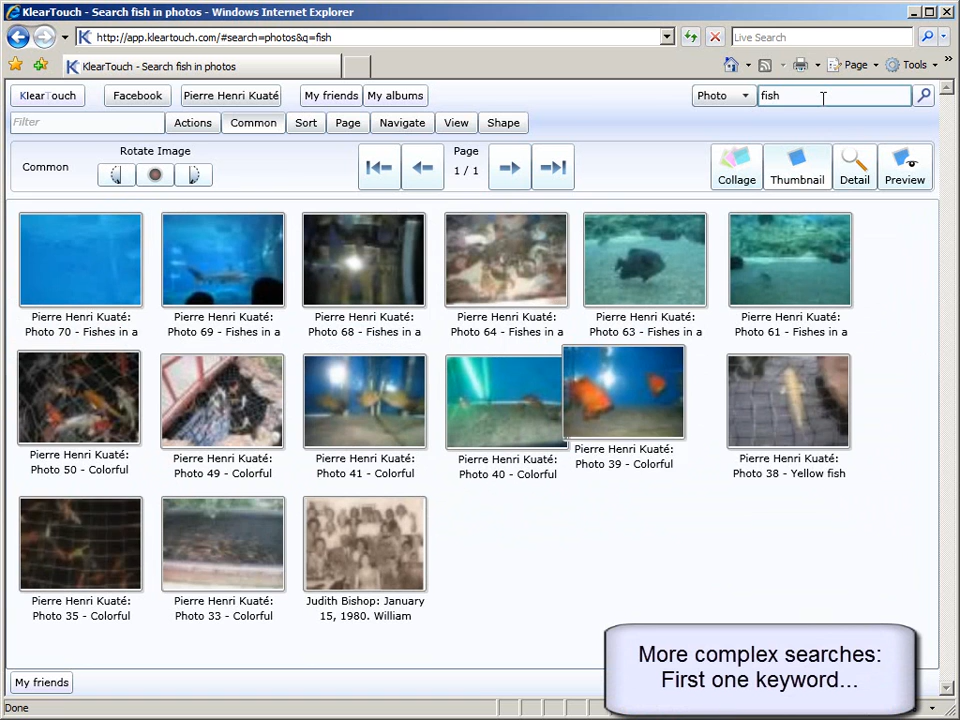 KlearTouch - Search fish in photos - Windows Internet Explorer
http://app.kleartouch.com/#search=photos&q=fish
Live Search
KlearTouch - Search fish in photos
Page
Tools
KlearTouch
Facebook
Pierre Henri Kuaté
My friends
My albums
Photo
fish
Filter
Actions
Common
Sort
Page
Navigate
View
Shape
Common
Rotate Image
Page
1 / 1
Collage
Thumbnail
Detail
Preview
Pierre Henri Kuaté:
Photo 70 - Fishes in a
Pierre Henri Kuaté:
Photo 69 - Fishes in a
Pierre Henri Kuaté:
Photo 68 - Fishes in a
Pierre Henri Kuaté:
Photo 64 - Fishes in a
Pierre Henri Kuaté:
Photo 63 - Fishes in a
Pierre Henri Kuaté:
Photo 61 - Fishes in a
Pierre Henri Kuaté:
Photo 50 - Colorful
Pierre Henri Kuaté:
Photo 49 - Colorful
Pierre Henri Kuaté:
Photo 41 - Colorful
Pierre Henri Kuaté:
Photo 40 - Colorful
Pierre Henri Kuaté:
Photo 39 - Colorful
Pierre Henri Kuaté:
Photo 38 - Yellow fish
Pierre Henri Kuaté:
Photo 35 - Colorful
Pierre Henri Kuaté:
Photo 33 - Colorful
Judith Bishop: January
15, 1980. William
More complex searches:
First one keyword...
My friends
Done